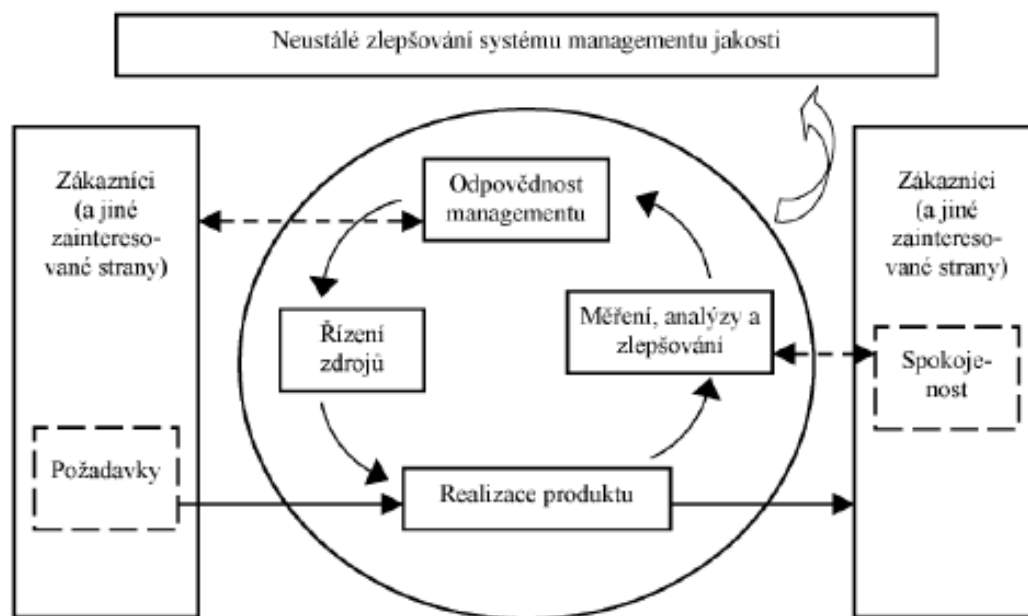 Neustálé zlepšování systému managementu jakosti
Zákazníci
(a jiné
zaintereso-
vané strany)
Požadavky
Odpovědnost
managementu
Řízení
zdrojů
Měření, analýzy a
zlepšování
Realizace produktu
Zákazníci
(a jiné
zaintereso-
vané strany)
Spokoje-
nost